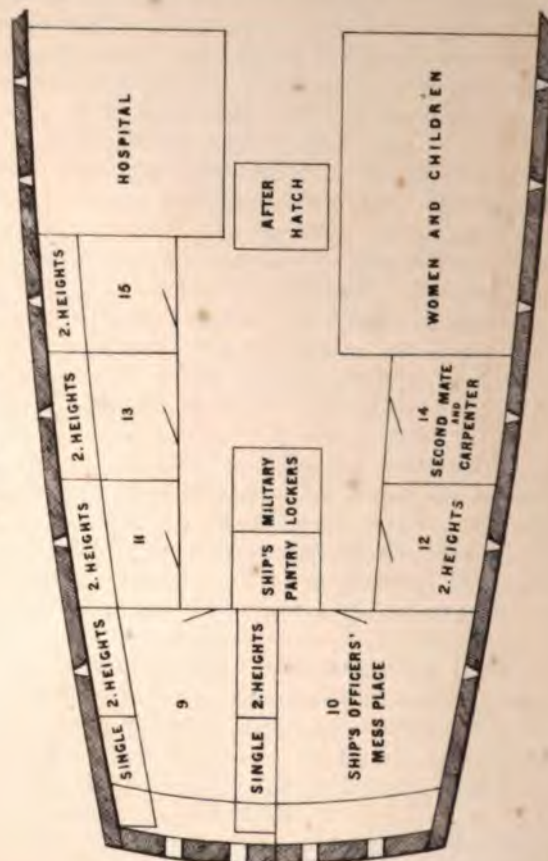 HOSPITAL
WOMEN AND CHILDREN
AFTER
HATCH
2. HEIGHTS
15
2. HEIGHTS
13
2. HEIGHTS
11
MILITARY
LOCKERS
SHIP'S
PANTRY
14
SECOND MATE
AND
CARPENTER
12
2. HEIGHTS
SINGLE
2. HEIGHTS
9
SINGLE
2. HEIGHTS
10
SHIP'S OFFICERS'
MESS PLACE